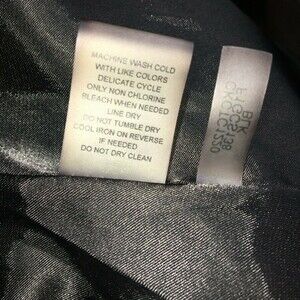 MACHINE WASH COLD
WITH LIKE COLORS
DELICATE CYCLE
ONLY NON CHLORINE
BLEACH WHEN NEEDED
LINE DRY
DO NOT TUMBLE DRY
COOL IRON ON REVERSE
IF NEEDED
DO NOT DRY CLEAN
BLK